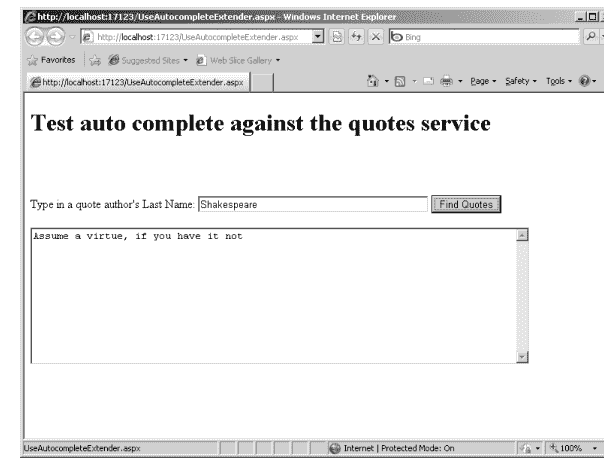 http://localhost:17123/UseAutocompleteExtender.aspx - Windows Internet Explorer
http://localhost:17123/UseAutocompleteExtender.aspx
Bing
Favorites
Suggested Sites
Web Slice Gallery
http://localhost:17123/UseAutocompleteExtender.aspx
Page
Safety
Tools
Test auto complete against the quotes service
Type in a quote author's Last Name: Shakespeare Find Quotes
Assume a virtue, if you have it not
UseAutocompleteExtender.aspx
Internet | Protected Mode: On
100%